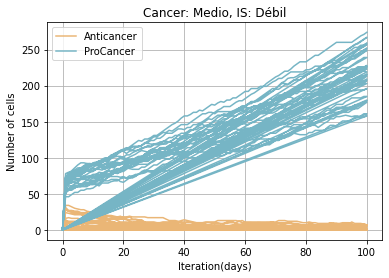 Cancer: Medio, IS: Débil
Anticancer
ProCancer
Number of cells
250
200
150
100
50
0
0 20 40 60 80 100
Iteration(days)